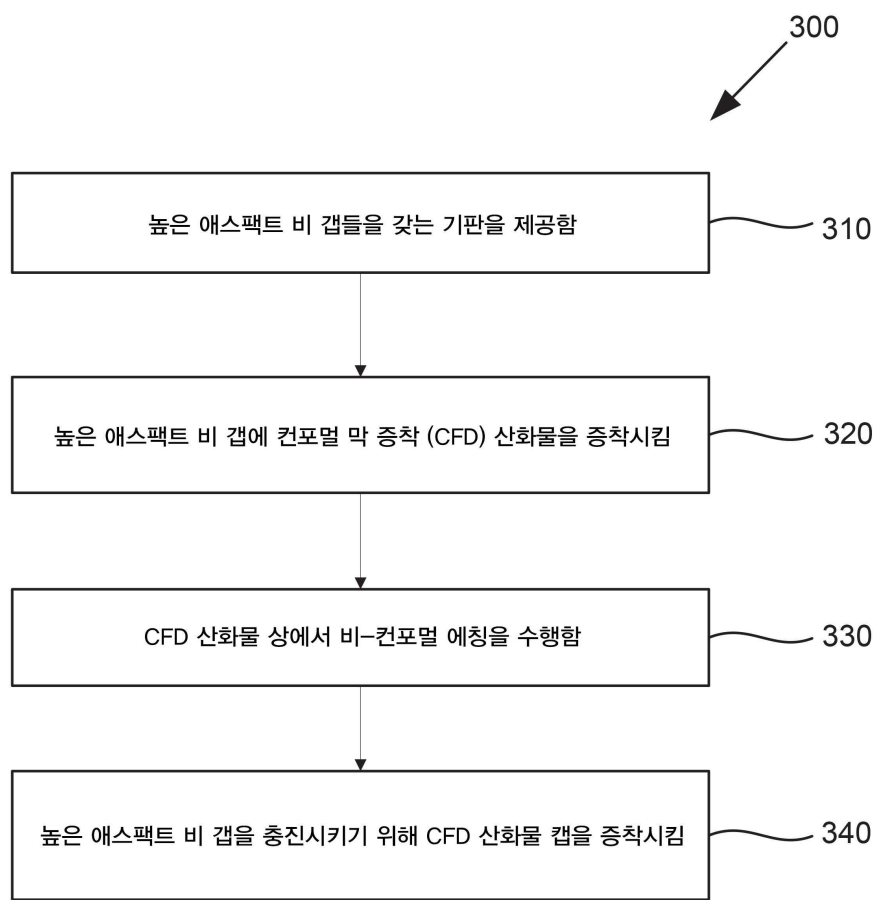 300
높은 애스팩트 비 갭들을 갖는 기판을 제공함
310
높은 애스팩트 비 갭에 컨포멀 막 증착 (CFD) 산화물을 증착시킴
320
CFD 산화물 상에서 비-컨포멀 에칭을 수행함
330
높은 애스팩트 비 갭을 충진시키기 위해 CFD 산화물 캡을 증착시킴
340